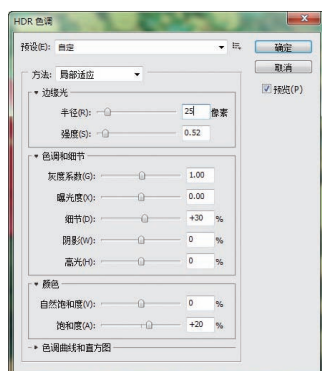 HDR 色调
预设(E): 自定
确定
取消
预览(P)
方法: 局部适应
边缘光
半径(R): 25 像素
强度(S): 0.52
色调和细节
灰度系数(G): 1.00
曝光度(X): 0.00
细节(D): +30 %
阴影(W): 0 %
高光(H): 0 %
颜色
自然饱和度(V): 0 %
饱和度(A): +20 %
色调曲线和直方图